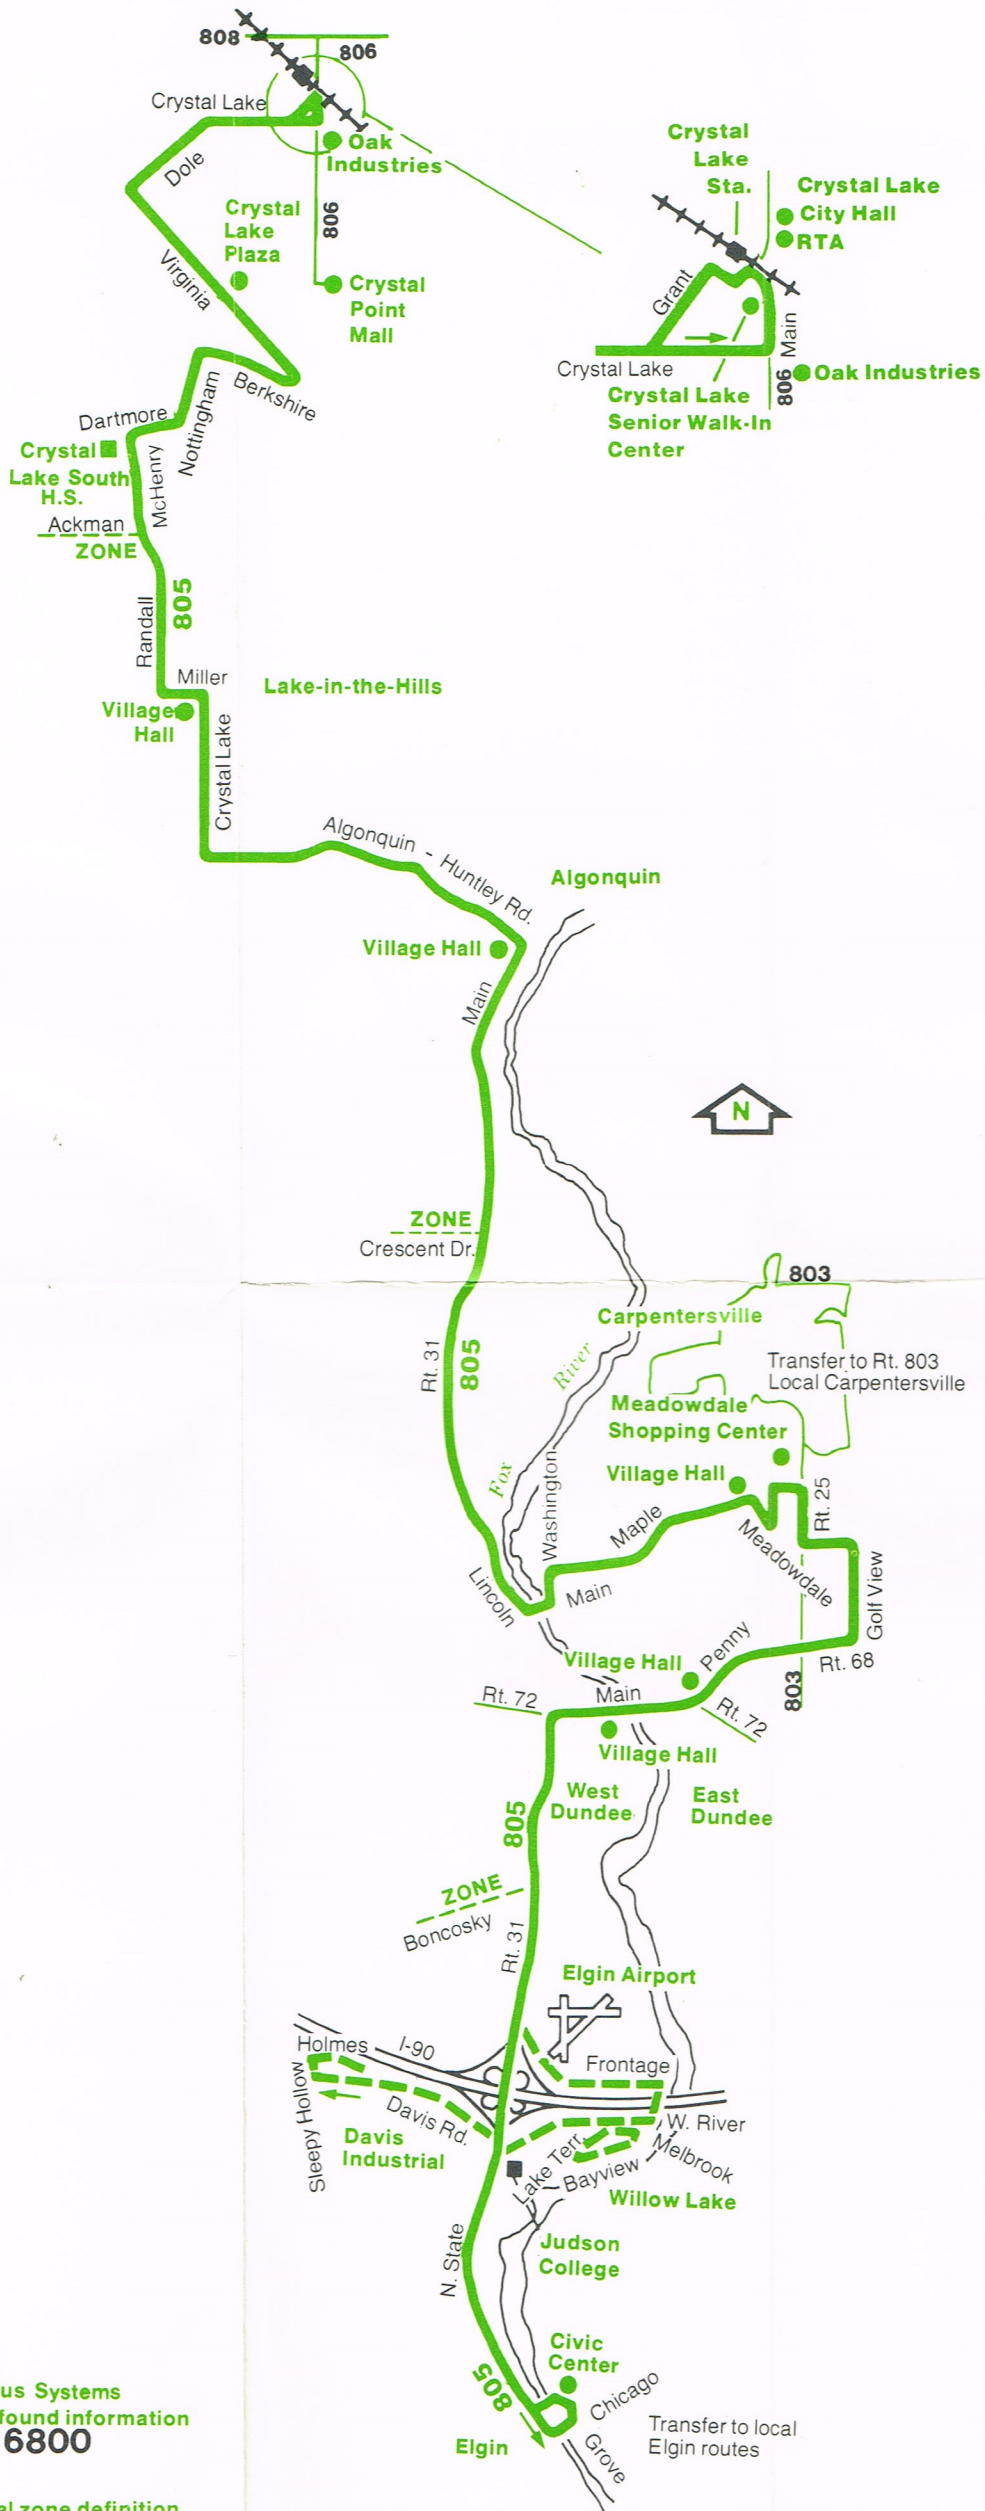 808
806
Crystal Lake
Oak
Industries
Dole
806
Crystal
Lake
Plaza
Virginia
Crystal
Point
Mall
Crystal
Lake
Sta.
Crystal Lake
City Hall
RTA
Grant
Main
Crystal Lake
806
Oak Industries
Crystal Lake
Senior Walk-In
Center
Berkshire
Nottingham
Dartmore
Crystal
Lake South
H.S.
McHenry
Ackman
ZONE
805
Randall
Miller
Lake-in-the-Hills
Village
Hall
Crystal Lake
Algonquin - Huntley Rd.
Algonquin
Village Hall
Main
N
ZONE
Crescent Dr.
803
Carpentersville
Rt. 31
805
River
Transfer to Rt. 803
Local Carpentersville
Meadowdale
Shopping Center
Fox
Village Hall
Washington
Maple
Rt. 25
Meadowdale
Lincoln
Main
Golf View
Village Hall
Penny
Rt. 68
803
Rt. 72
Main
Rt. 72
Village Hall
West
Dundee
East
Dundee
805
ZONE
Boncosky
Rt. 31
Elgin Airport
Holmes
I-90
Frontage
Sleepy Hollow
Davis Rd.
W. River
Davis
Industrial
Lake Terr.
Melbrook
Bayview
Willow Lake
Judson
College
N. State
Civic
Center
805
Chicago
Grove
Elgin
Transfer to local
Elgin routes
us Systems
found information
6800
al zone definition